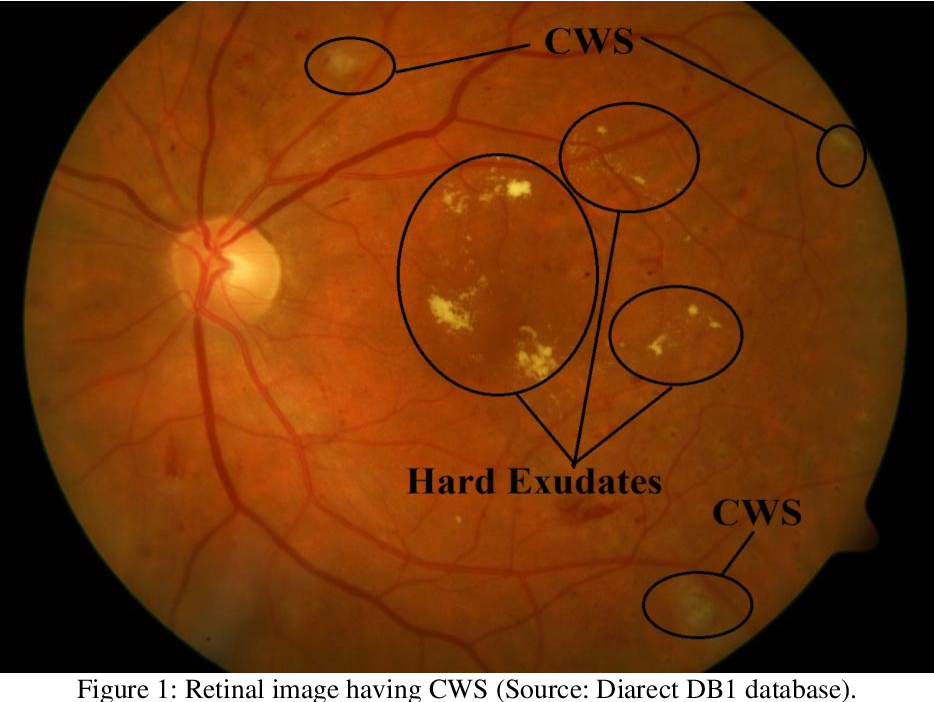 CWS
Hard Exudates
CWS
Figure 1: Retinal image having CWS (Source: Diarect DB1 database).